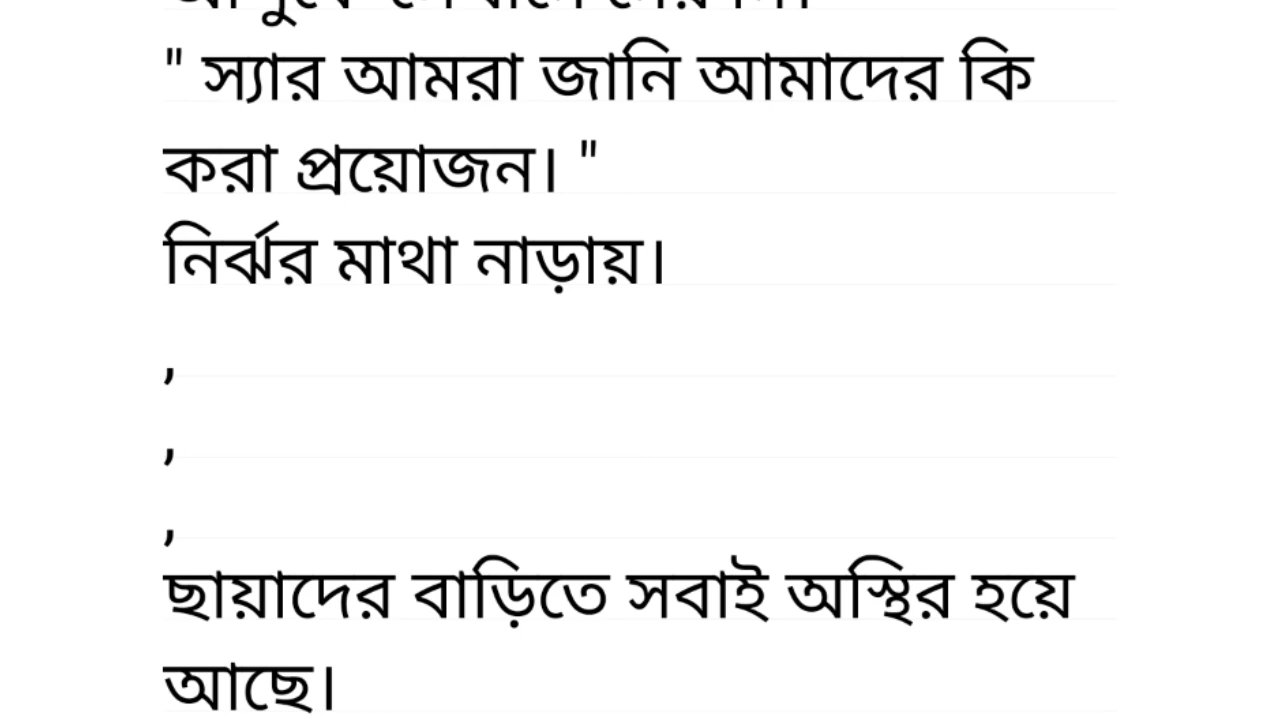 " স্যার আমরা জানি আমাদের কি
করা প্রয়োজন। "
নির্ঝর মাথা নাড়ায়।
,
,
,
ছায়াদের বাড়িতে সবাই অস্থির হয়ে
আছে।